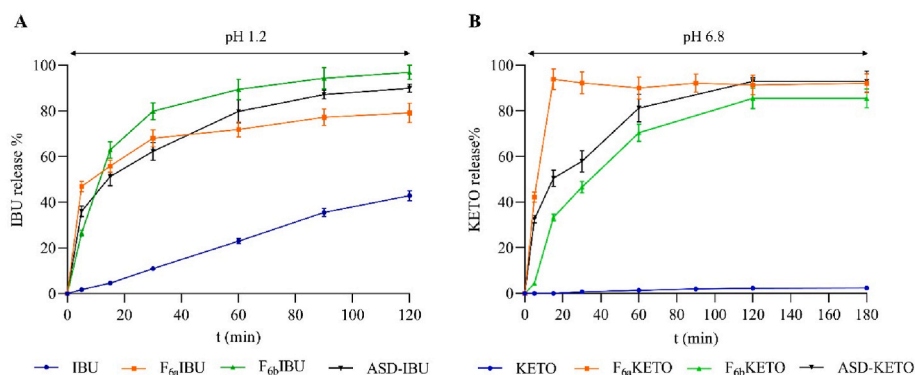 A
pH 1.2
IBU release %
100
80
60
40
20
0
0 20 40 60 80 100 120
t (min)
IBU F6aIBU F6bIBU ASD-IBU
B
pH 6.8
KETO release%
100
80
60
40
20
0
0 20 40 60 80 100 120 140 160 180
t (min)
KETO F6aKETO F6bKETO ASD-KETO